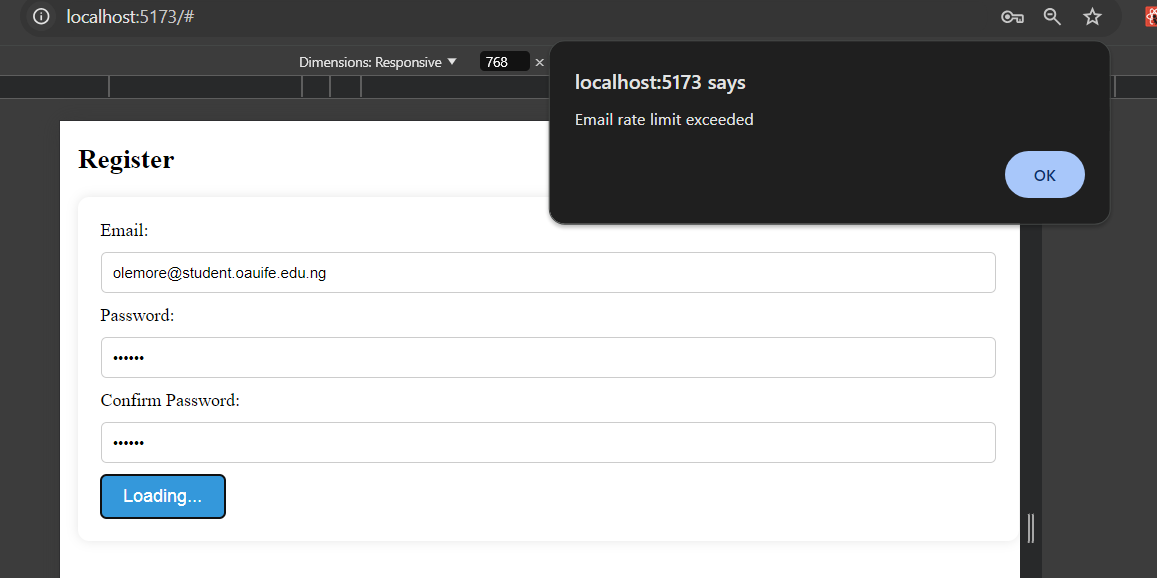 localhost:5173/#
Dimensions: Responsive 768 ×
localhost:5173 says
Email rate limit exceeded
OK
Register
Email:
olemore@student.oauife.edu.ng
Password:
••••••
Confirm Password:
••••••
Loading...